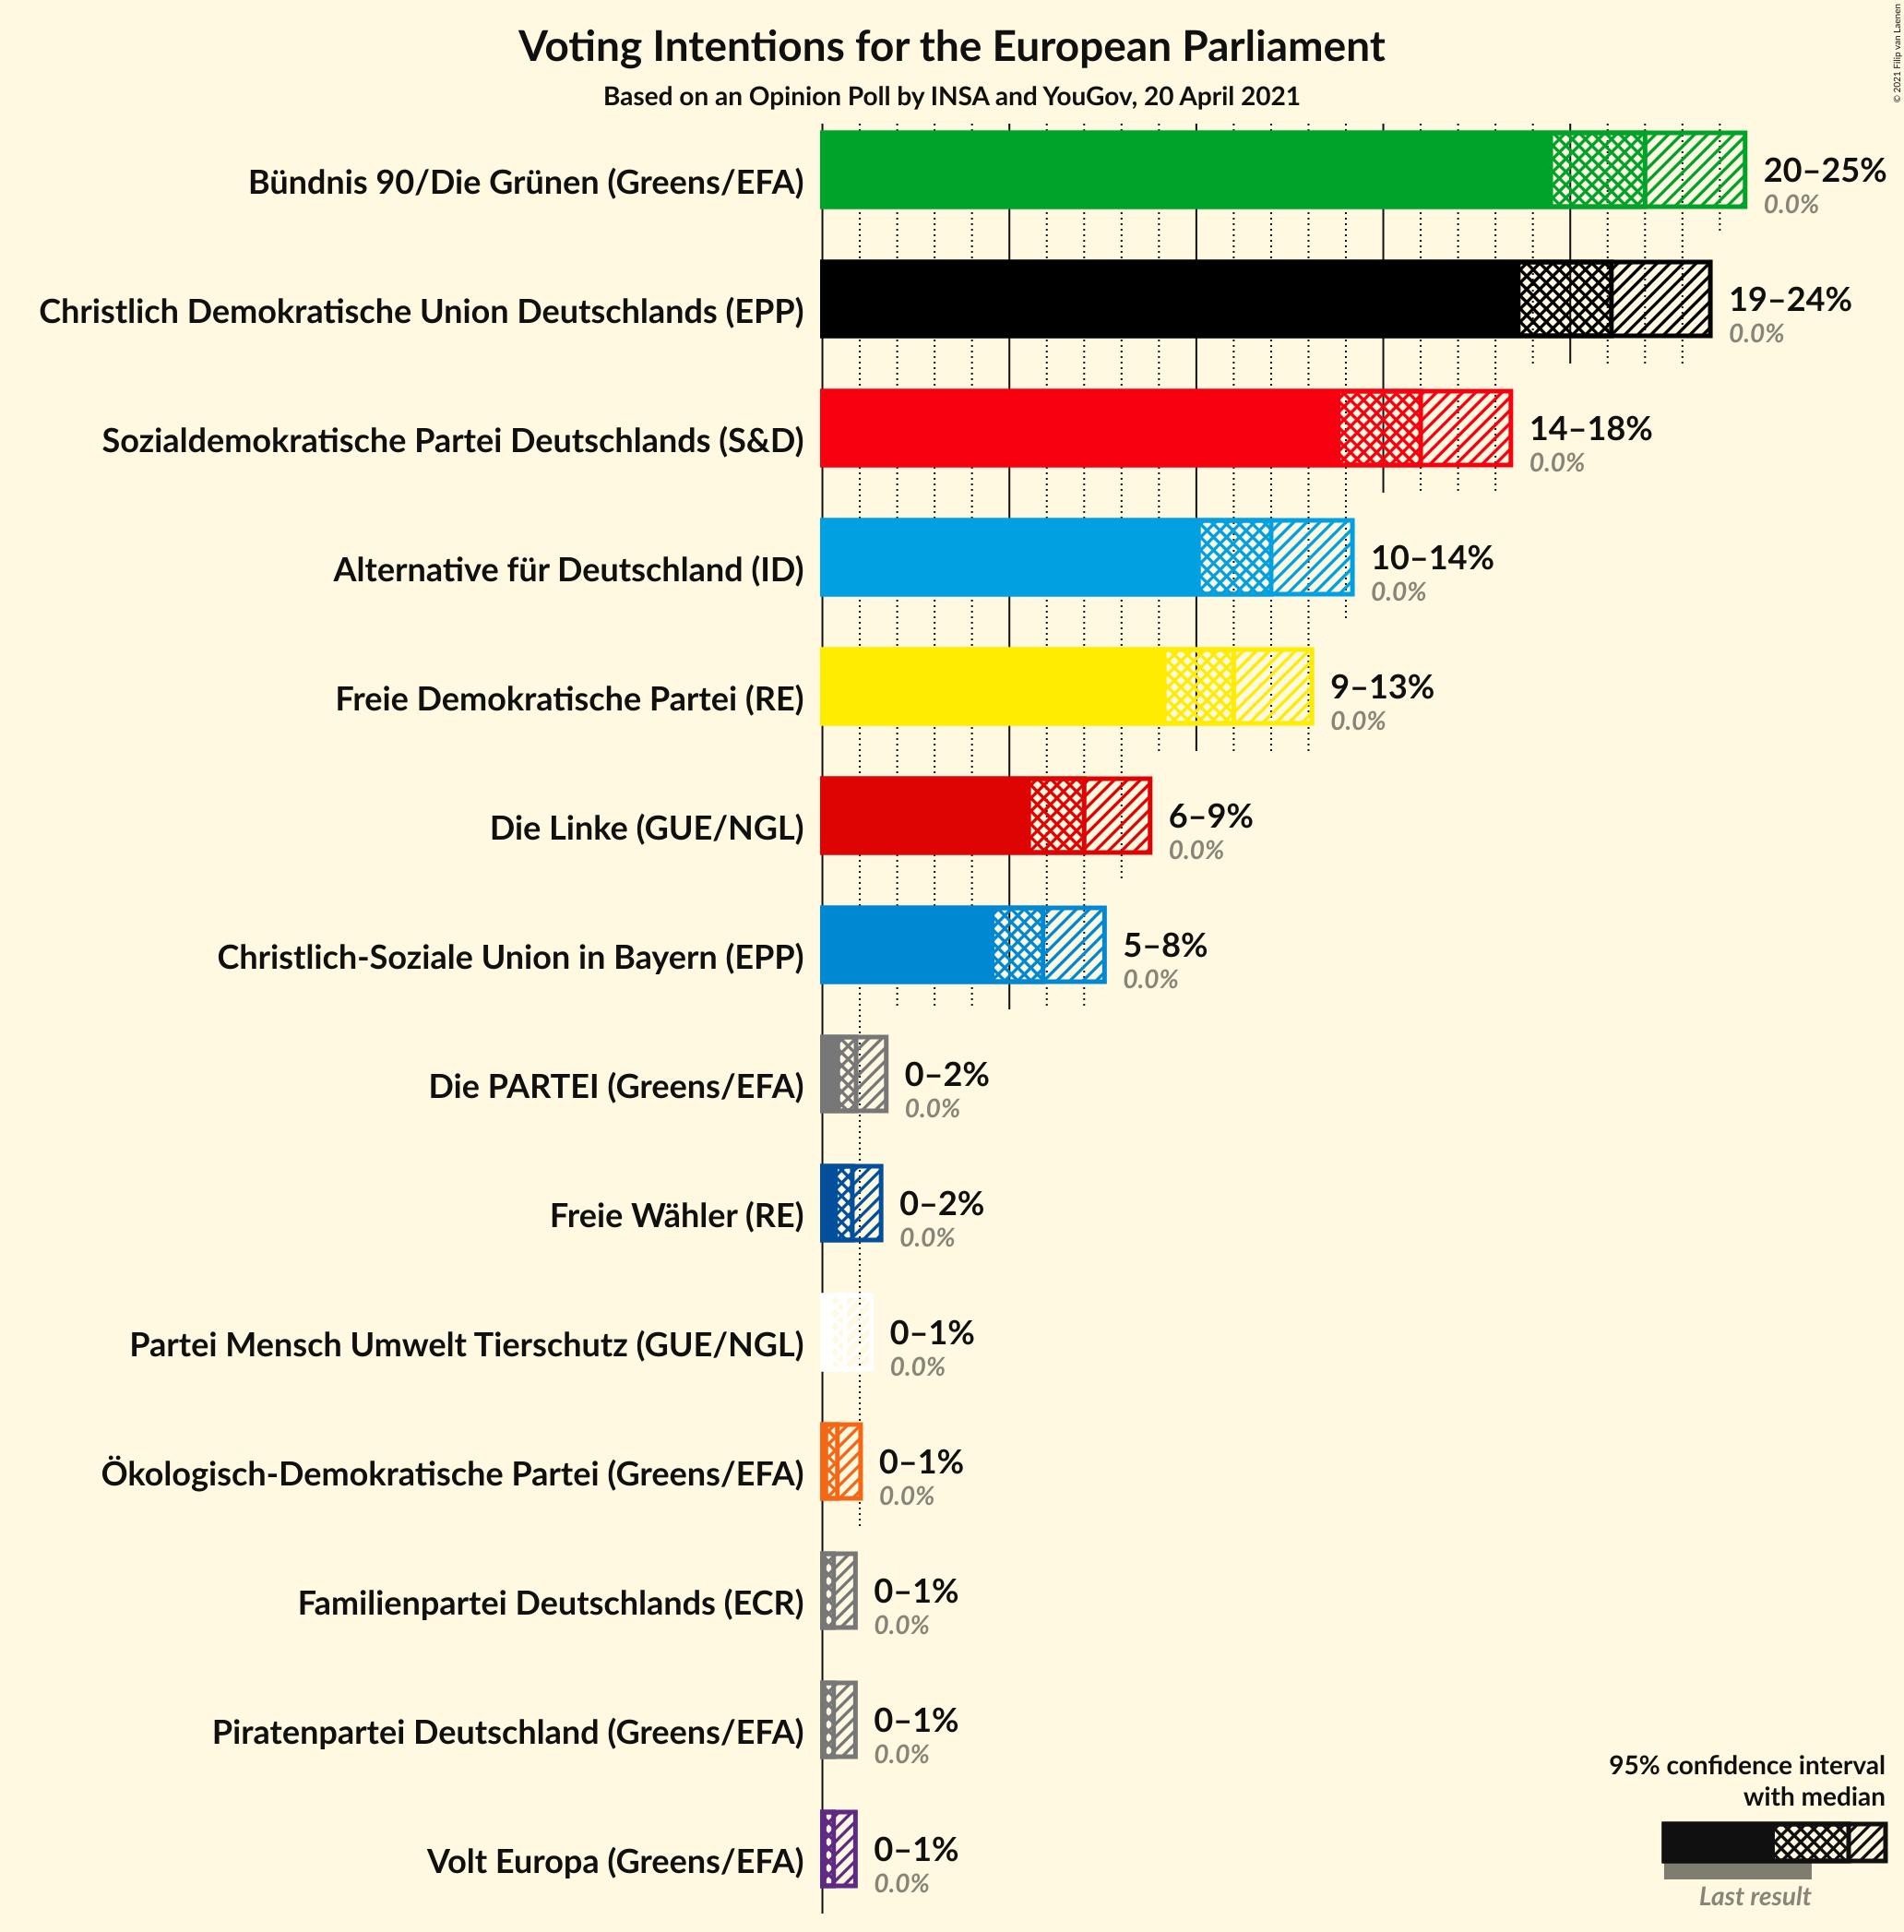 Voting Intentions for the European Parliament
Based on an Opinion Poll by INSA and YouGov, 20 April 2021
© 2021 Filip van Laenen
Bündnis 90/Die Grünen (Greens/EFA)
20–25%
0.0%
Christlich Demokratische Union Deutschlands (EPP)
19–24%
0.0%
Sozialdemokratische Partei Deutschlands (S&D)
14–18%
0.0%
Alternative für Deutschland (ID)
10–14%
0.0%
Freie Demokratische Partei (RE)
9–13%
0.0%
Die Linke (GUE/NGL)
6–9%
0.0%
Christlich-Soziale Union in Bayern (EPP)
5–8%
0.0%
Die PARTEI (Greens/EFA)
0–2%
0.0%
Freie Wähler (RE)
0–2%
0.0%
Partei Mensch Umwelt Tierschutz (GUE/NGL)
0–1%
0.0%
Ökologisch-Demokratische Partei (Greens/EFA)
0–1%
0.0%
Familienpartei Deutschlands (ECR)
0–1%
0.0%
Piratenpartei Deutschland (Greens/EFA)
0–1%
0.0%
Volt Europa (Greens/EFA)
0–1%
0.0%
95% confidence interval
with median
Last result